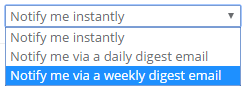 Notify me instantly
Notify me instantly
Notify me via a daily digest email
Notify me via a weekly digest email